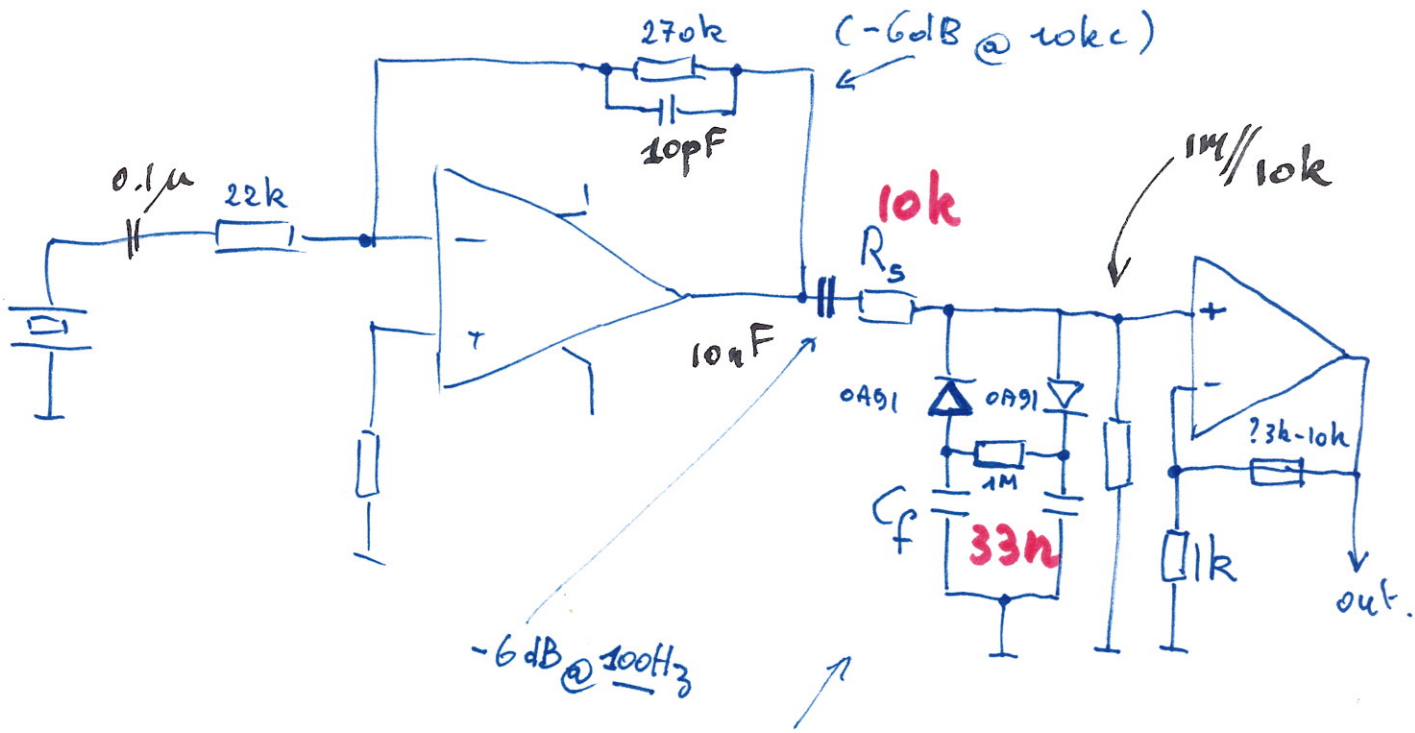 270k
(-6dB @ 10kc)
10pF
0.1µ
22k
-
+
10k
Rs
1M//10k
10nF
+
-
OA91
OA91
1M
Cf
33n
?3k-10k
1k
out.
-6dB @ 100Hz